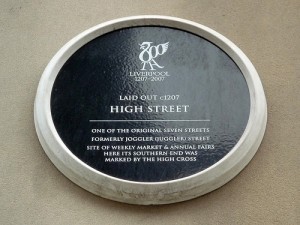 800
LIVERPOOL
1207-2007
LAID OUT c1207
HIGH STREET
ONE OF THE ORIGINAL SEVEN STREETS
FORMERLY JOGGLER (JUGGLER) STREET
SITE OF WEEKLY MARKET & ANNUAL FAIRS
HERE ITS SOUTHERN END WAS
MARKED BY THE HIGH CROSS